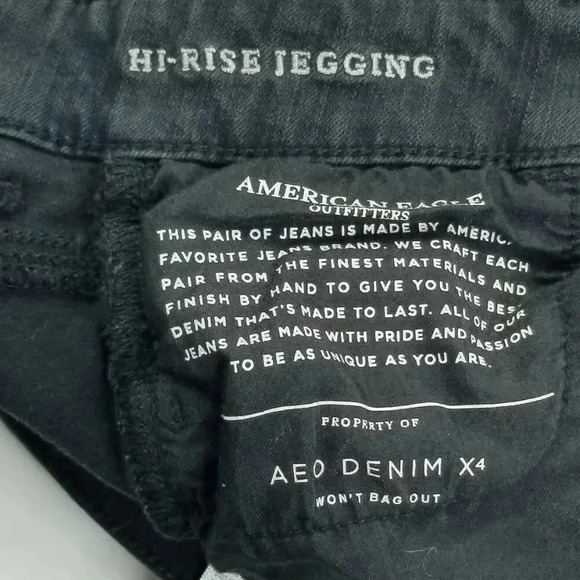 HI-RISE JEGGING
AMERICAN EAGLE
OUTFITTERS
THIS PAIR OF JEANS IS MADE BY AMERIC
FAVORITE JEANS BRAND. WE CRAFT EACH
PAIR FROM THE FINEST MATERIALS AND
FINISH BY HAND TO GIVE YOU THE BEST
DENIM THAT'S MADE TO LAST. ALL OF OUR
JEANS ARE MADE WITH PRIDE AND PASSION
TO BE AS UNIQUE AS YOU ARE.
PROPERTY OF
AEO DENIM X⁴
WON'T BAG OUT